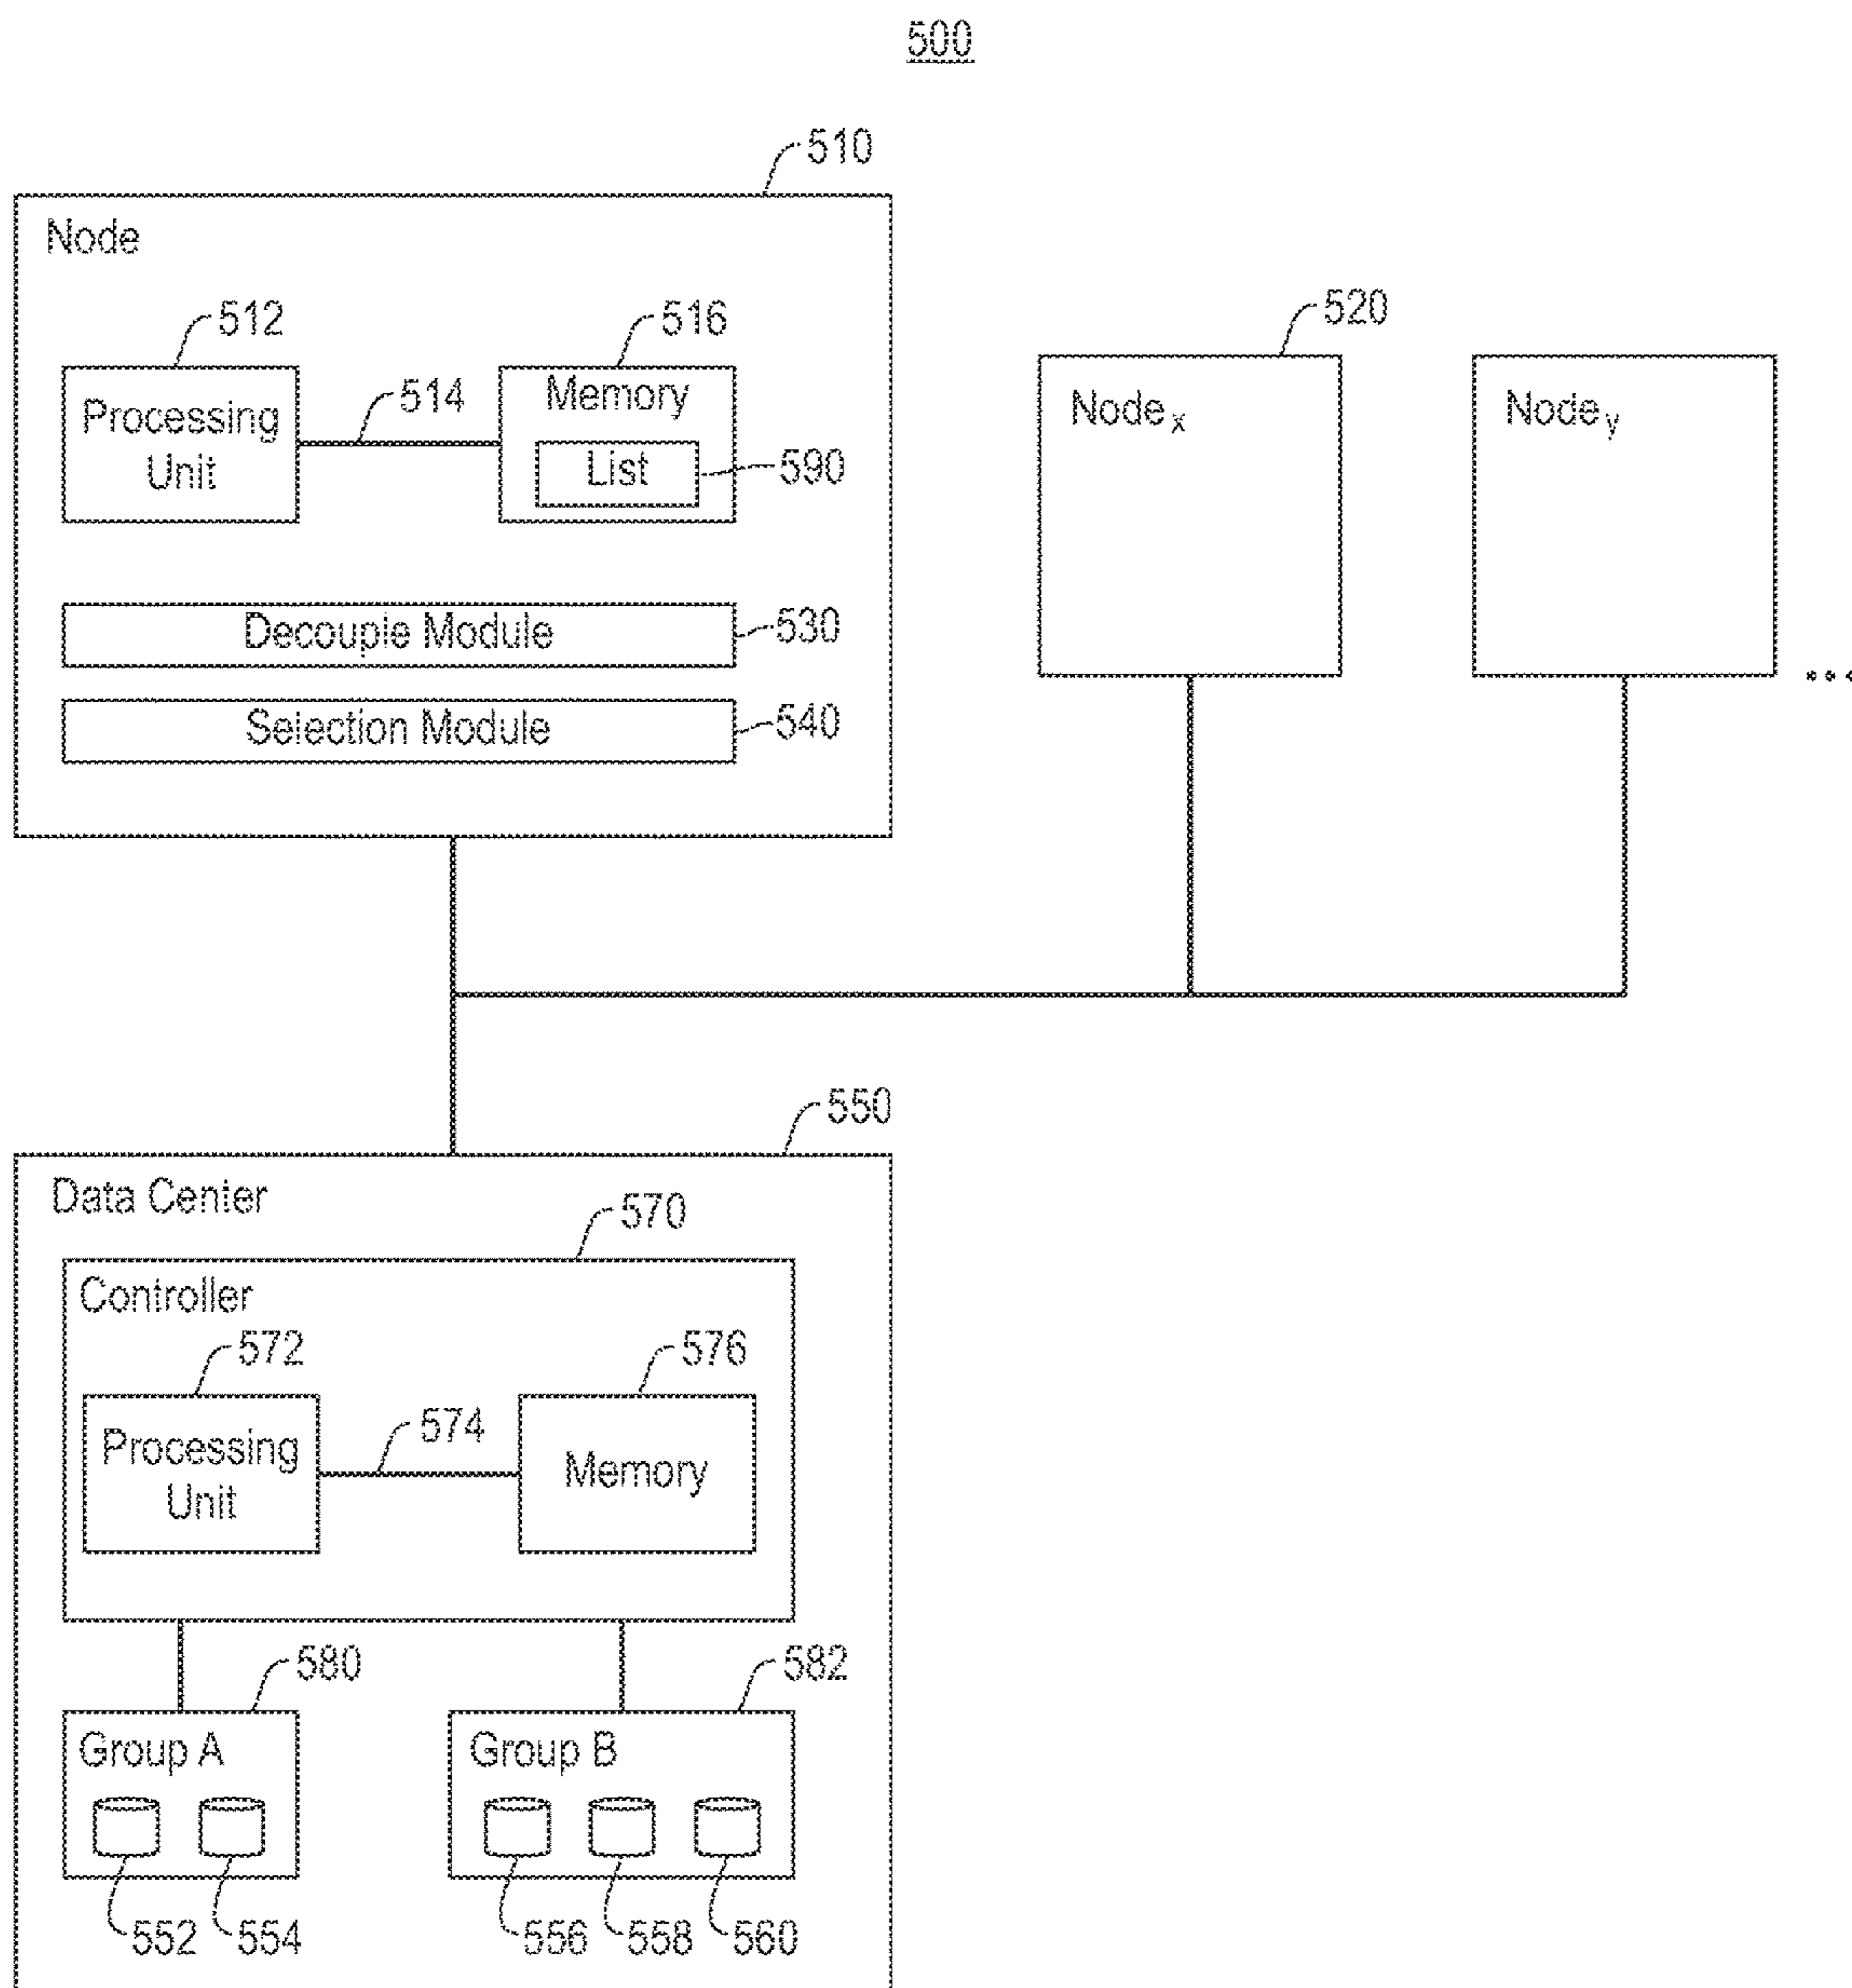 500
510
Node
512
516
520
Processing
Unit
514
Memory
List
590
Node x
Node y
Decouple Module
530
Selection Module
540
...
550
Data Center
570
Controller
572
576
Processing
Unit
574
Memory
580
582
Group A
Group B
552
554
556
558
560